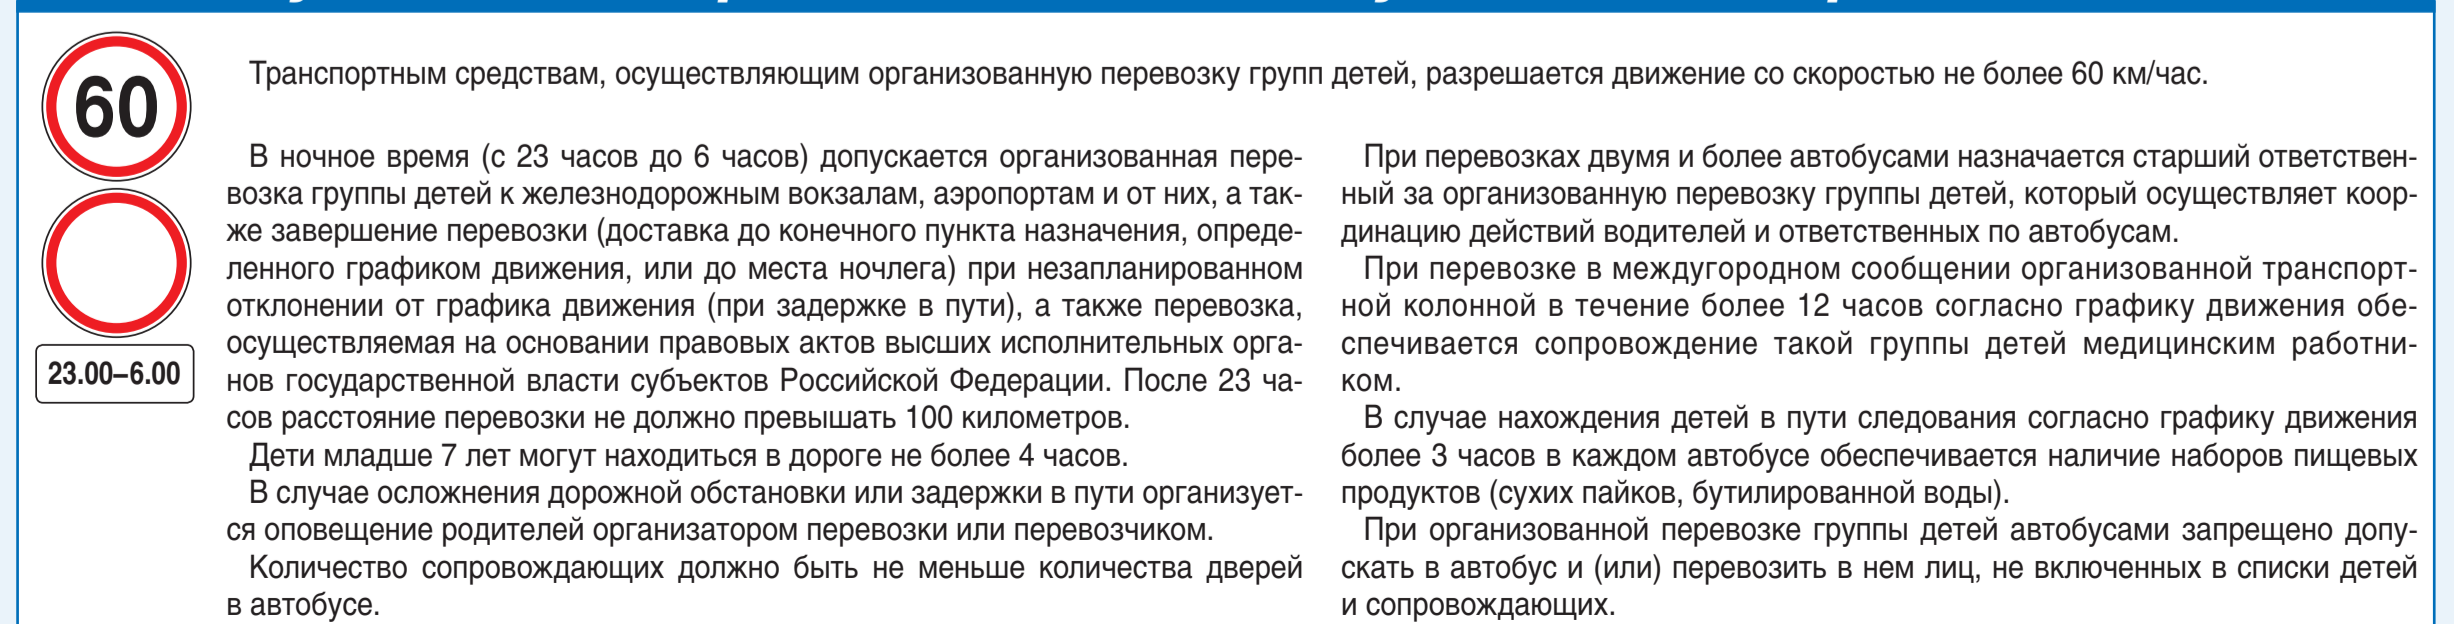 60
23.00–6.00
Транспортным средствам, осуществляющим организованную перевозку групп детей, разрешается движение со скоростью не более 60 км/час.
В ночное время (с 23 часов до 6 часов) допускается организованная пере-
возка группы детей к железнодорожным вокзалам, аэропортам и от них, а так-
же завершение перевозки (доставка до конечного пункта назначения, опреде-
ленного графиком движения, или до места ночлега) при незапланированном
отклонении от графика движения (при задержке в пути), а также перевозка,
осуществляемая на основании правовых актов высших исполнительных орга-
нов государственной власти субъектов Российской Федерации. После 23 ча-
сов расстояние перевозки не должно превышать 100 километров.
Дети младше 7 лет могут находиться в дороге не более 4 часов.
В случае осложнения дорожной обстановки или задержки в пути организует-
ся оповещение родителей организатором перевозки или перевозчиком.
Количество сопровождающих должно быть не меньше количества дверей
в автобусе.
При перевозках двумя и более автобусами назначается старший ответствен-
ный за организованную перевозку группы детей, который осуществляет коор-
динацию действий водителей и ответственных по автобусам.
При перевозке в междугородном сообщении организованной транспорт-
ной колонной в течение более 12 часов согласно графику движения обе-
спечивается сопровождение такой группы детей медицинским работни-
ком.
В случае нахождения детей в пути следования согласно графику движения
более 3 часов в каждом автобусе обеспечивается наличие наборов пищевых
продуктов (сухих пайков, бутилированной воды).
При организованной перевозке группы детей автобусами запрещено допу-
скать в автобус и (или) перевозить в нем лиц, не включенных в списки детей
и сопровождающих.